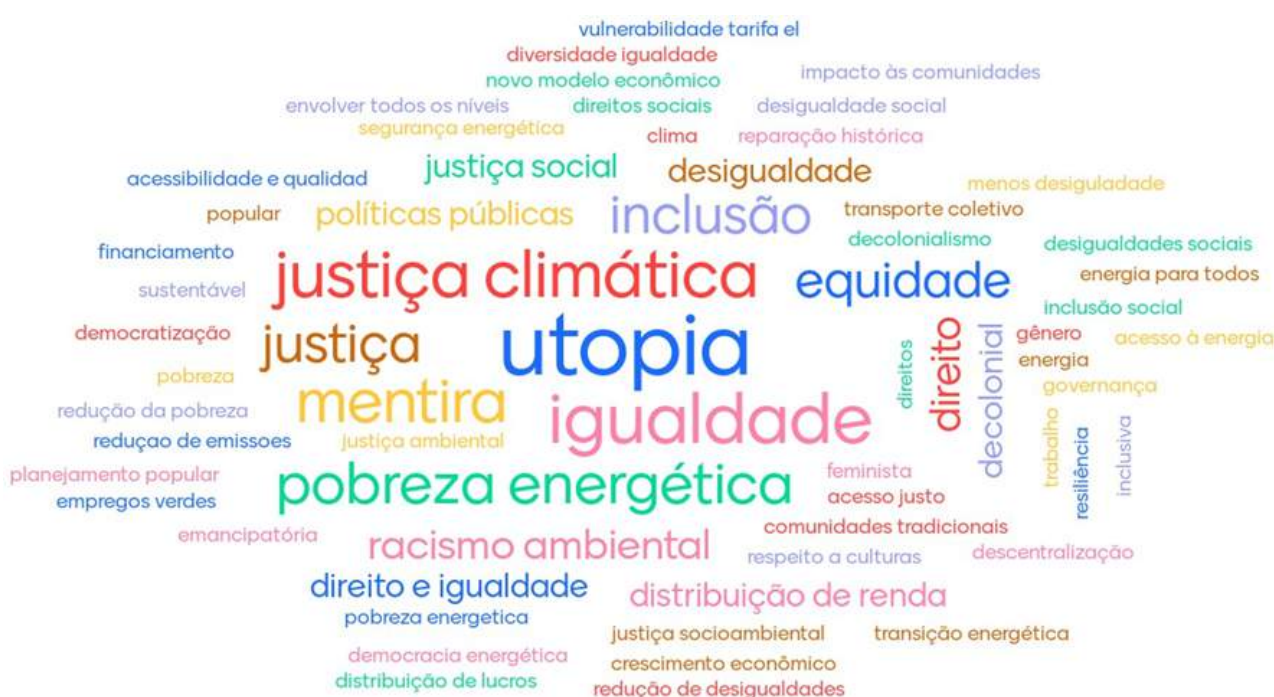 vulnerabilidade tarifa el
diversidade igualdade
novo modelo econômico
impacto às comunidades
envolver todos os níveis
direitos sociais
desigualdade social
segurança energética
clima
reparação histórica
justiça social
desigualdade
acessibilidade e qualidad
menos desiguladade
popular
políticas públicas
inclusão
transporte coletivo
financiamento
decolonialismo
desigualdades sociais
justiça climática
equidade
energia para todos
sustentável
inclusão social
democratização
justiça
utopia
direitos
direito
decolonial
gênero
acesso à energia
energia
pobreza
governança
mentira
igualdade
redução da pobreza
reduçao de emissoes
justiça ambiental
trabalho
resiliência
inclusiva
planejamento popular
pobreza energética
feminista
empregos verdes
acesso justo
emancipatória
comunidades tradicionais
racismo ambiental
respeito a culturas
descentralização
direito e igualdade
distribuição de renda
pobreza energetica
justiça socioambiental
transição energética
democracia energética
crescimento econômico
distribuição de lucros
redução de desigualdades